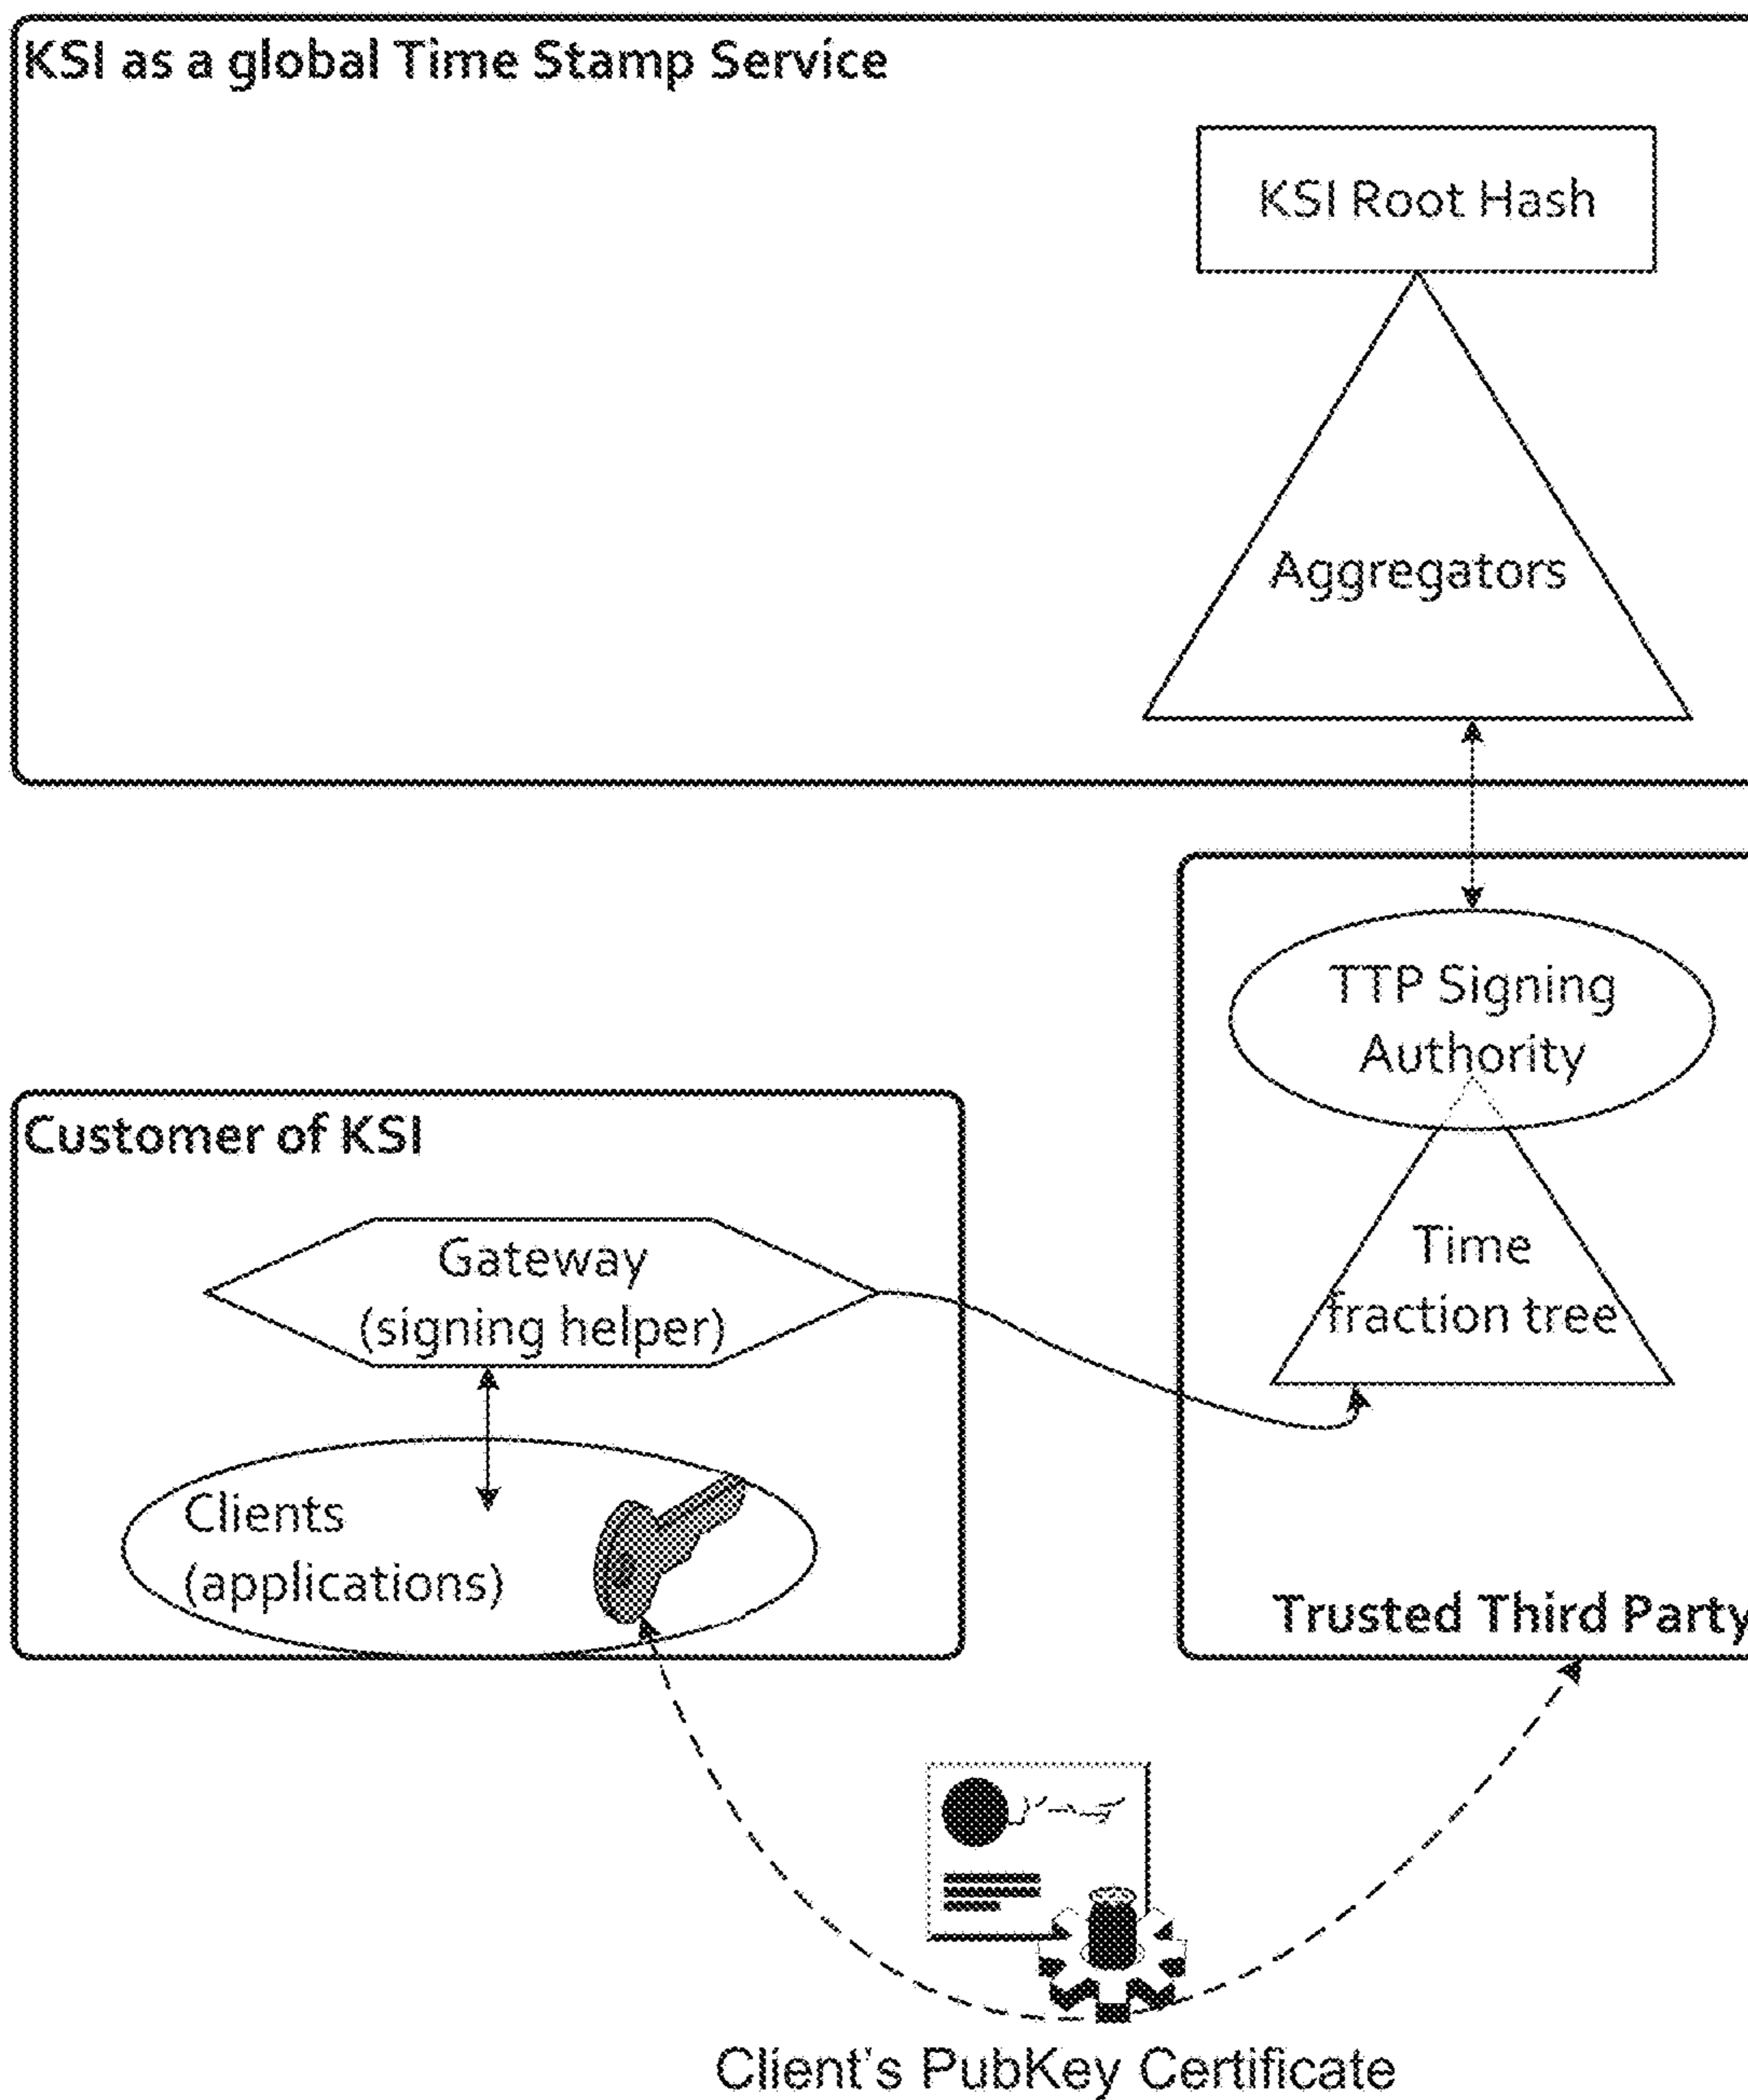 KSI as a global Time Stamp Service
KSI Root Hash
Aggregators
TTP Signing
Authority
Time
fraction tree
Trusted Third Party
Customer of KSI
Gateway
(signing helper)
Clients
(applications)
Client's PubKey Certificate